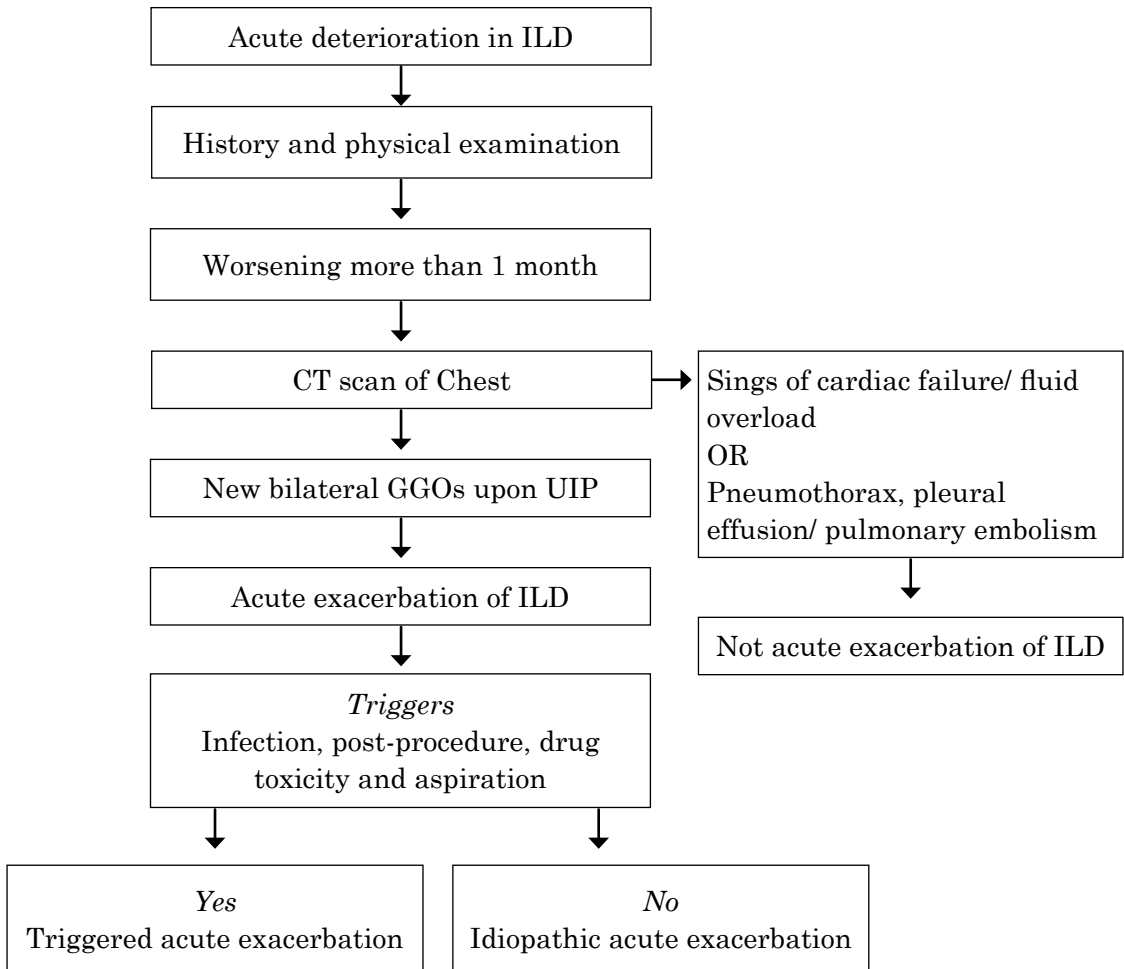 Acute deterioration in ILD
History and physical examination
Worsening more than 1 month
CT scan of Chest
Sings of cardiac failure/ fluid
overload
OR
Pneumothorax, pleural
effusion/ pulmonary embolism
New bilateral GGOs upon UIP
Acute exacerbation of ILD
Not acute exacerbation of ILD
Triggers
Infection, post-procedure, drug
toxicity and aspiration
Yes
Triggered acute exacerbation
No
Idiopathic acute exacerbation